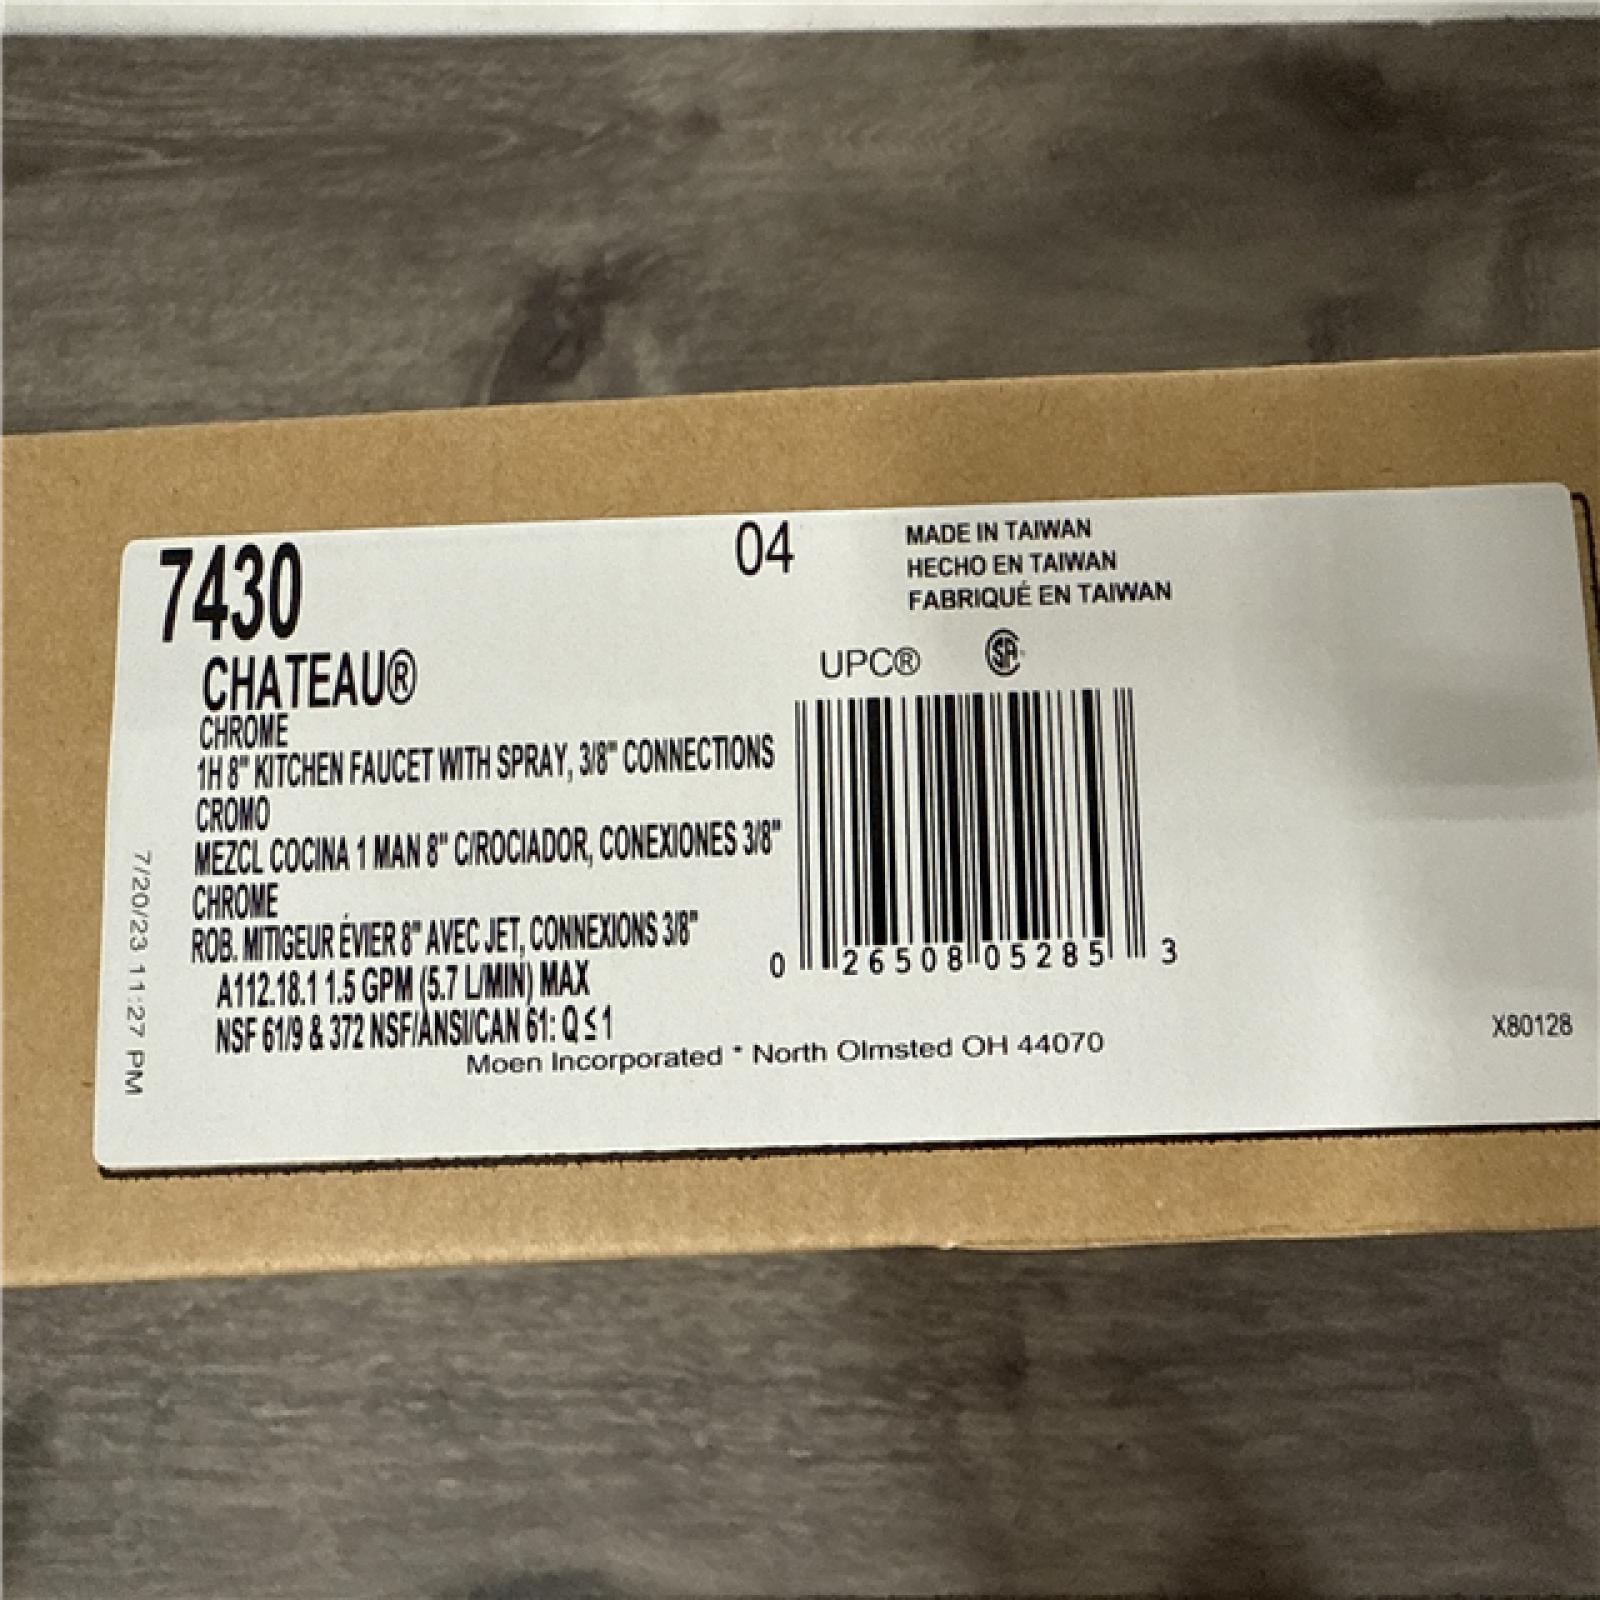 7430
04
MADE IN TAIWAN
HECHO EN TAIWAN
FABRIQUÉ EN TAIWAN
CHATEAU®
UPC®
CHROME
1H 8" KITCHEN FAUCET WITH SPRAY, 3/8" CONNECTIONS
CROMO
MEZCL COCINA 1 MAN 8" C/ROCIADOR, CONEXIONES 3/8"
CHROME
ROB. MITIGEUR ÉVIER 8" AVEC JET, CONNEXIONS 3/8"
A112.18.1 1.5 GPM (5.7 L/MIN) MAX
NSF 61/9 & 372 NSF/ANSI/CAN 61: Q ≤ 1
0 26508 05285 3
Moen Incorporated * North Olmsted OH 44070
X80128
7/20/23 11:27 PM